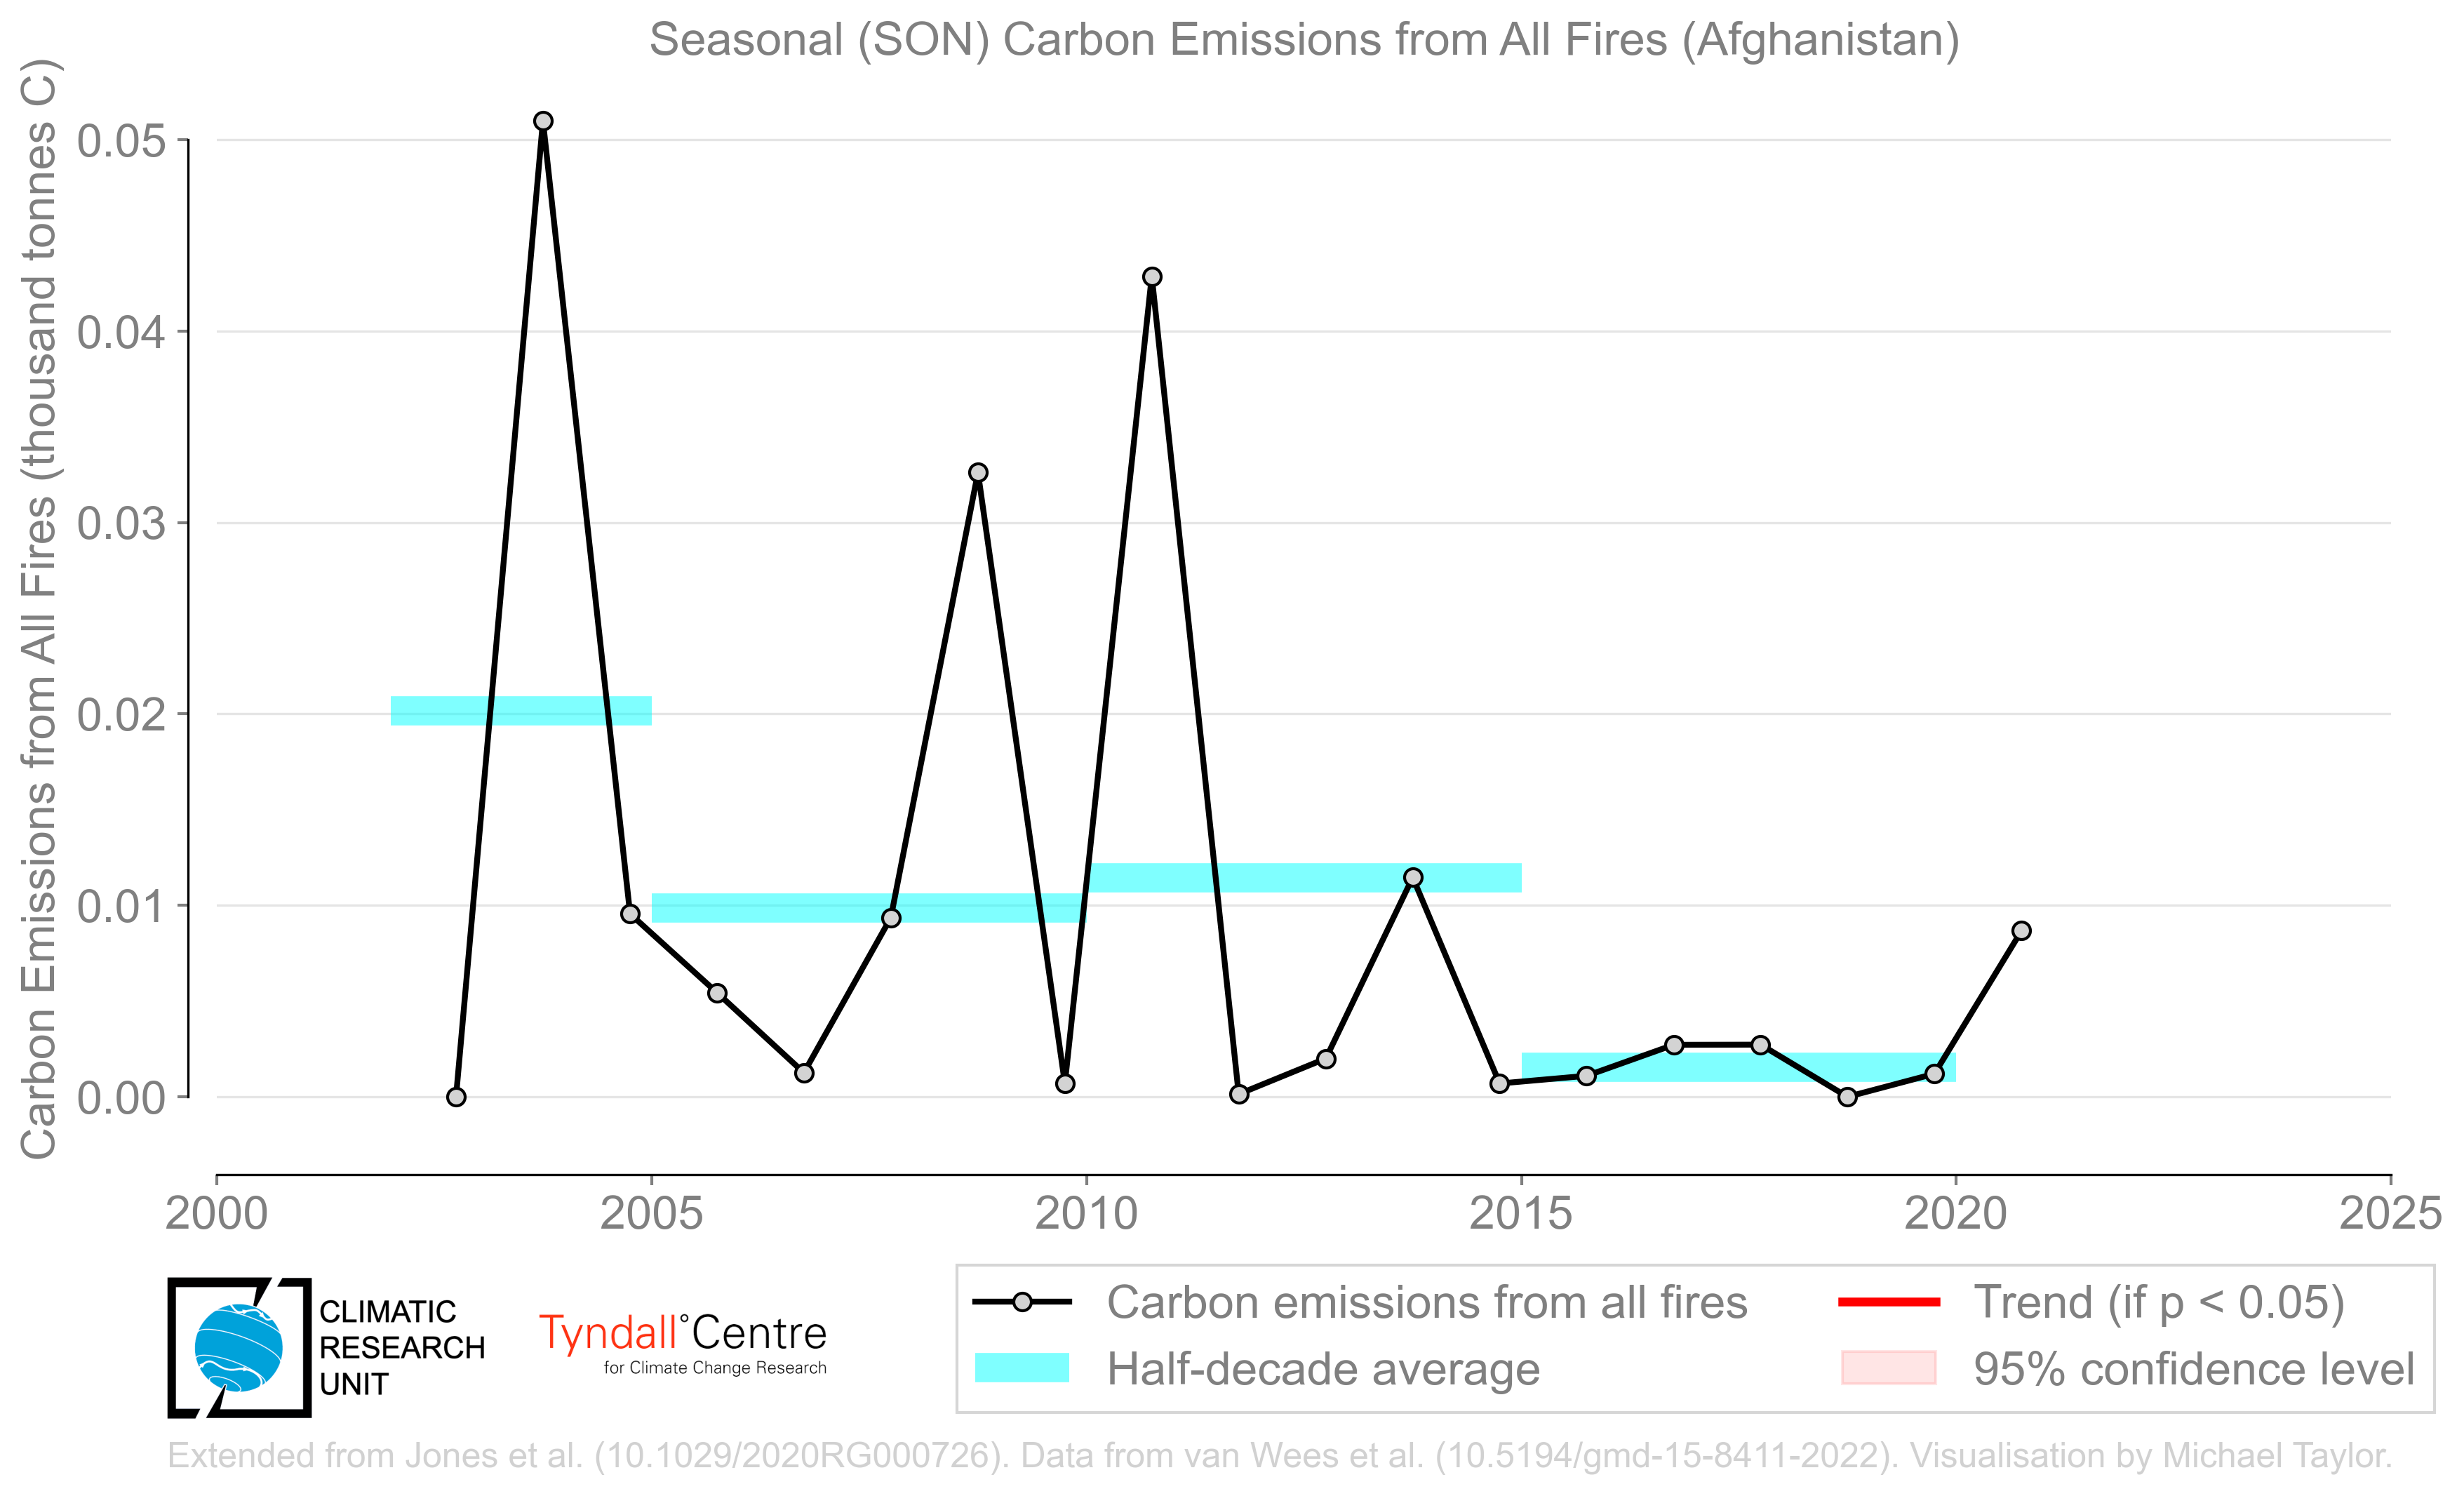 Seasonal (SON) Carbon Emissions from All Fires (Afghanistan)
Carbon Emissions from All Fires (thousand tonnes C)
0.05
0.04
0.03
0.02
0.01
0.00
2000 2005 2010 2015 2020 2025
CLIMATIC
RESEARCH
UNIT
Tyndall°Centre
for Climate Change Research
Carbon emissions from all fires
Half-decade average
Trend (if p < 0.05)
95% confidence level
Extended from Jones et al. (10.1029/2020RG000726). Data from van Wees et al. (10.5194/gmd-15-8411-2022). Visualisation by Michael Taylor.